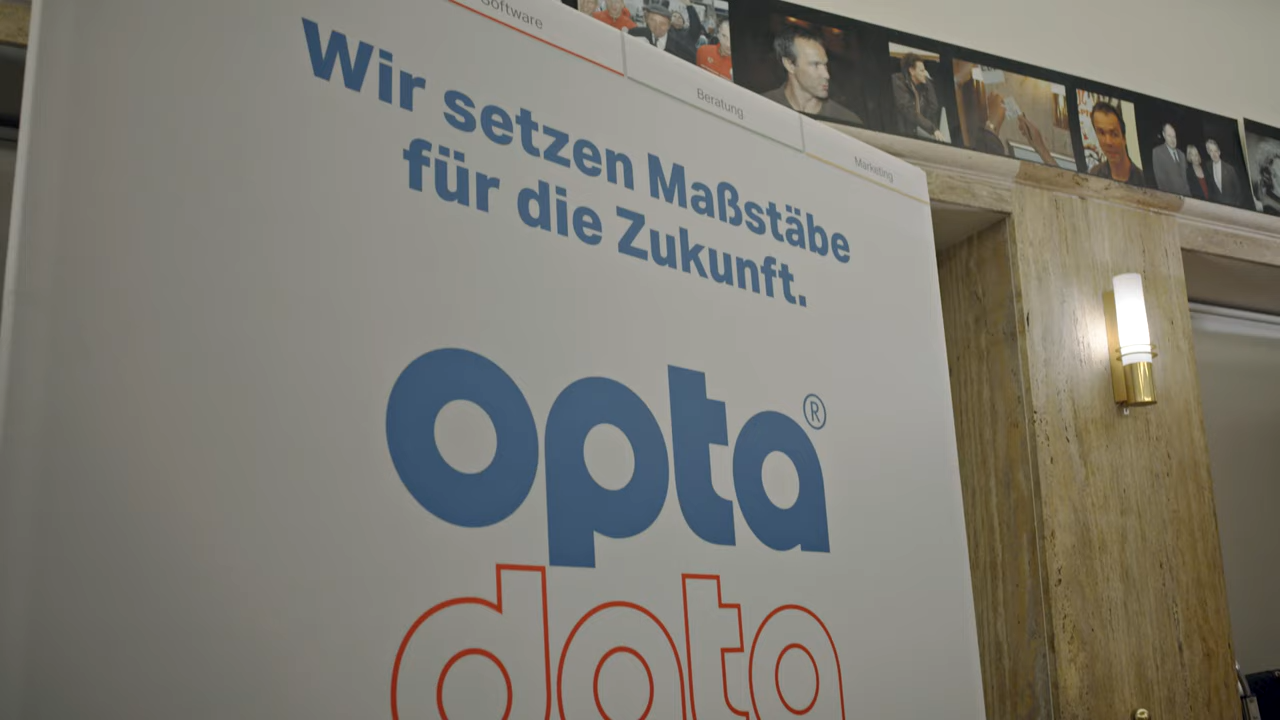 Software
Beratung
Marketing
Wir setzen Maßstäbe
für die Zukunft.
opta®
data